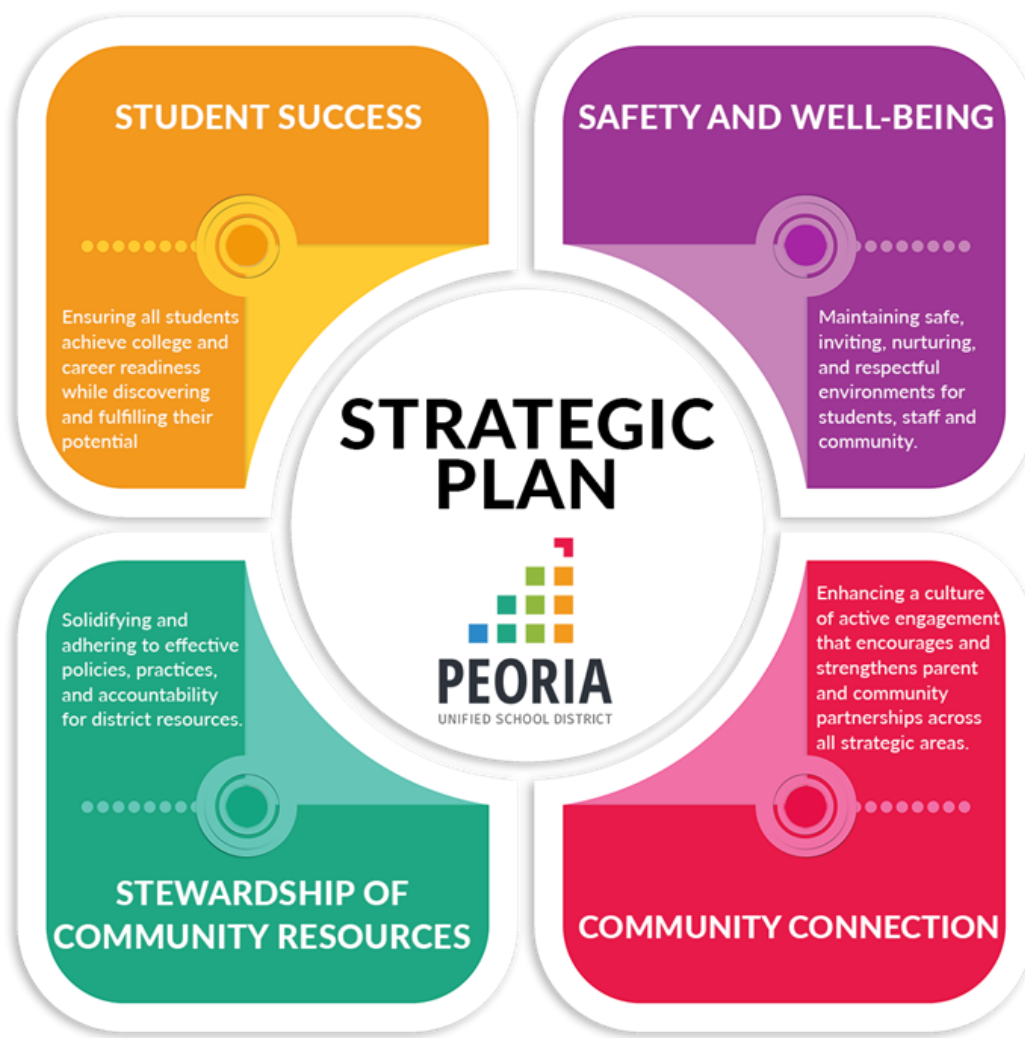 STUDENT SUCCESS
Ensuring all students
achieve college and
career readiness
while discovering
and fulfilling their
potential
SAFETY AND WELL-BEING
Maintaining safe,
inviting, nurturing,
and respectful
environments for
students, staff and
community.
STRATEGIC
PLAN
PEORIA
UNIFIED SCHOOL DISTRICT
Solidifying and
adhering to effective
policies, practices,
and accountability
for district resources.
STEWARDSHIP OF
COMMUNITY RESOURCES
Enhancing a culture
of active engagement
that encourages and
strengthens parent
and community
partnerships across
all strategic areas.
COMMUNITY CONNECTION